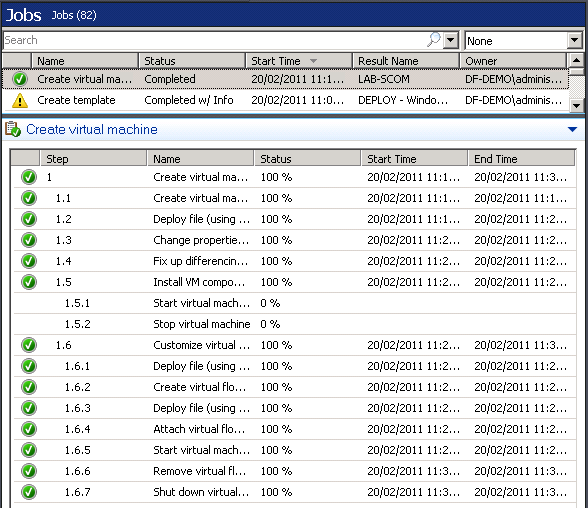 Jobs Jobs (82)
Search None
Name Status Start Time Result Name Owner
Create virtual ma... Completed 20/02/2011 11:1... LAB-SCOM DF-DEMO\adminis...
Create template Completed w/ Info 20/02/2011 11:0... DEPLOY - Windo... DF-DEMO\adminis...
Create virtual machine
Step Name Status Start Time End Time
1 Create virtual ma... 100 % 20/02/2011 11:1... 20/02/2011 11:3...
1.1 Create virtual ma... 100 % 20/02/2011 11:1... 20/02/2011 11:1...
1.2 Deploy file (using ... 100 % 20/02/2011 11:1... 20/02/2011 11:2...
1.3 Change propertie... 100 % 20/02/2011 11:2... 20/02/2011 11:2...
1.4 Fix up differencin... 100 % 20/02/2011 11:2... 20/02/2011 11:2...
1.5 Install VM compo... 100 % 20/02/2011 11:2... 20/02/2011 11:2...
1.5.1 Start virtual mach... 0 %
1.5.2 Stop virtual machine 0 %
1.6 Customize virtual ... 100 % 20/02/2011 11:2... 20/02/2011 11:3...
1.6.1 Deploy file (using ... 100 % 20/02/2011 11:2... 20/02/2011 11:2...
1.6.2 Create virtual flo... 100 % 20/02/2011 11:2... 20/02/2011 11:2...
1.6.3 Deploy file (using ... 100 % 20/02/2011 11:2... 20/02/2011 11:2...
1.6.4 Attach virtual flo... 100 % 20/02/2011 11:2... 20/02/2011 11:2...
1.6.5 Start virtual mach... 100 % 20/02/2011 11:2... 20/02/2011 11:3...
1.6.6 Remove virtual fl... 100 % 20/02/2011 11:3... 20/02/2011 11:3...
1.6.7 Shut down virtual... 100 % 20/02/2011 11:3... 20/02/2011 11:3...